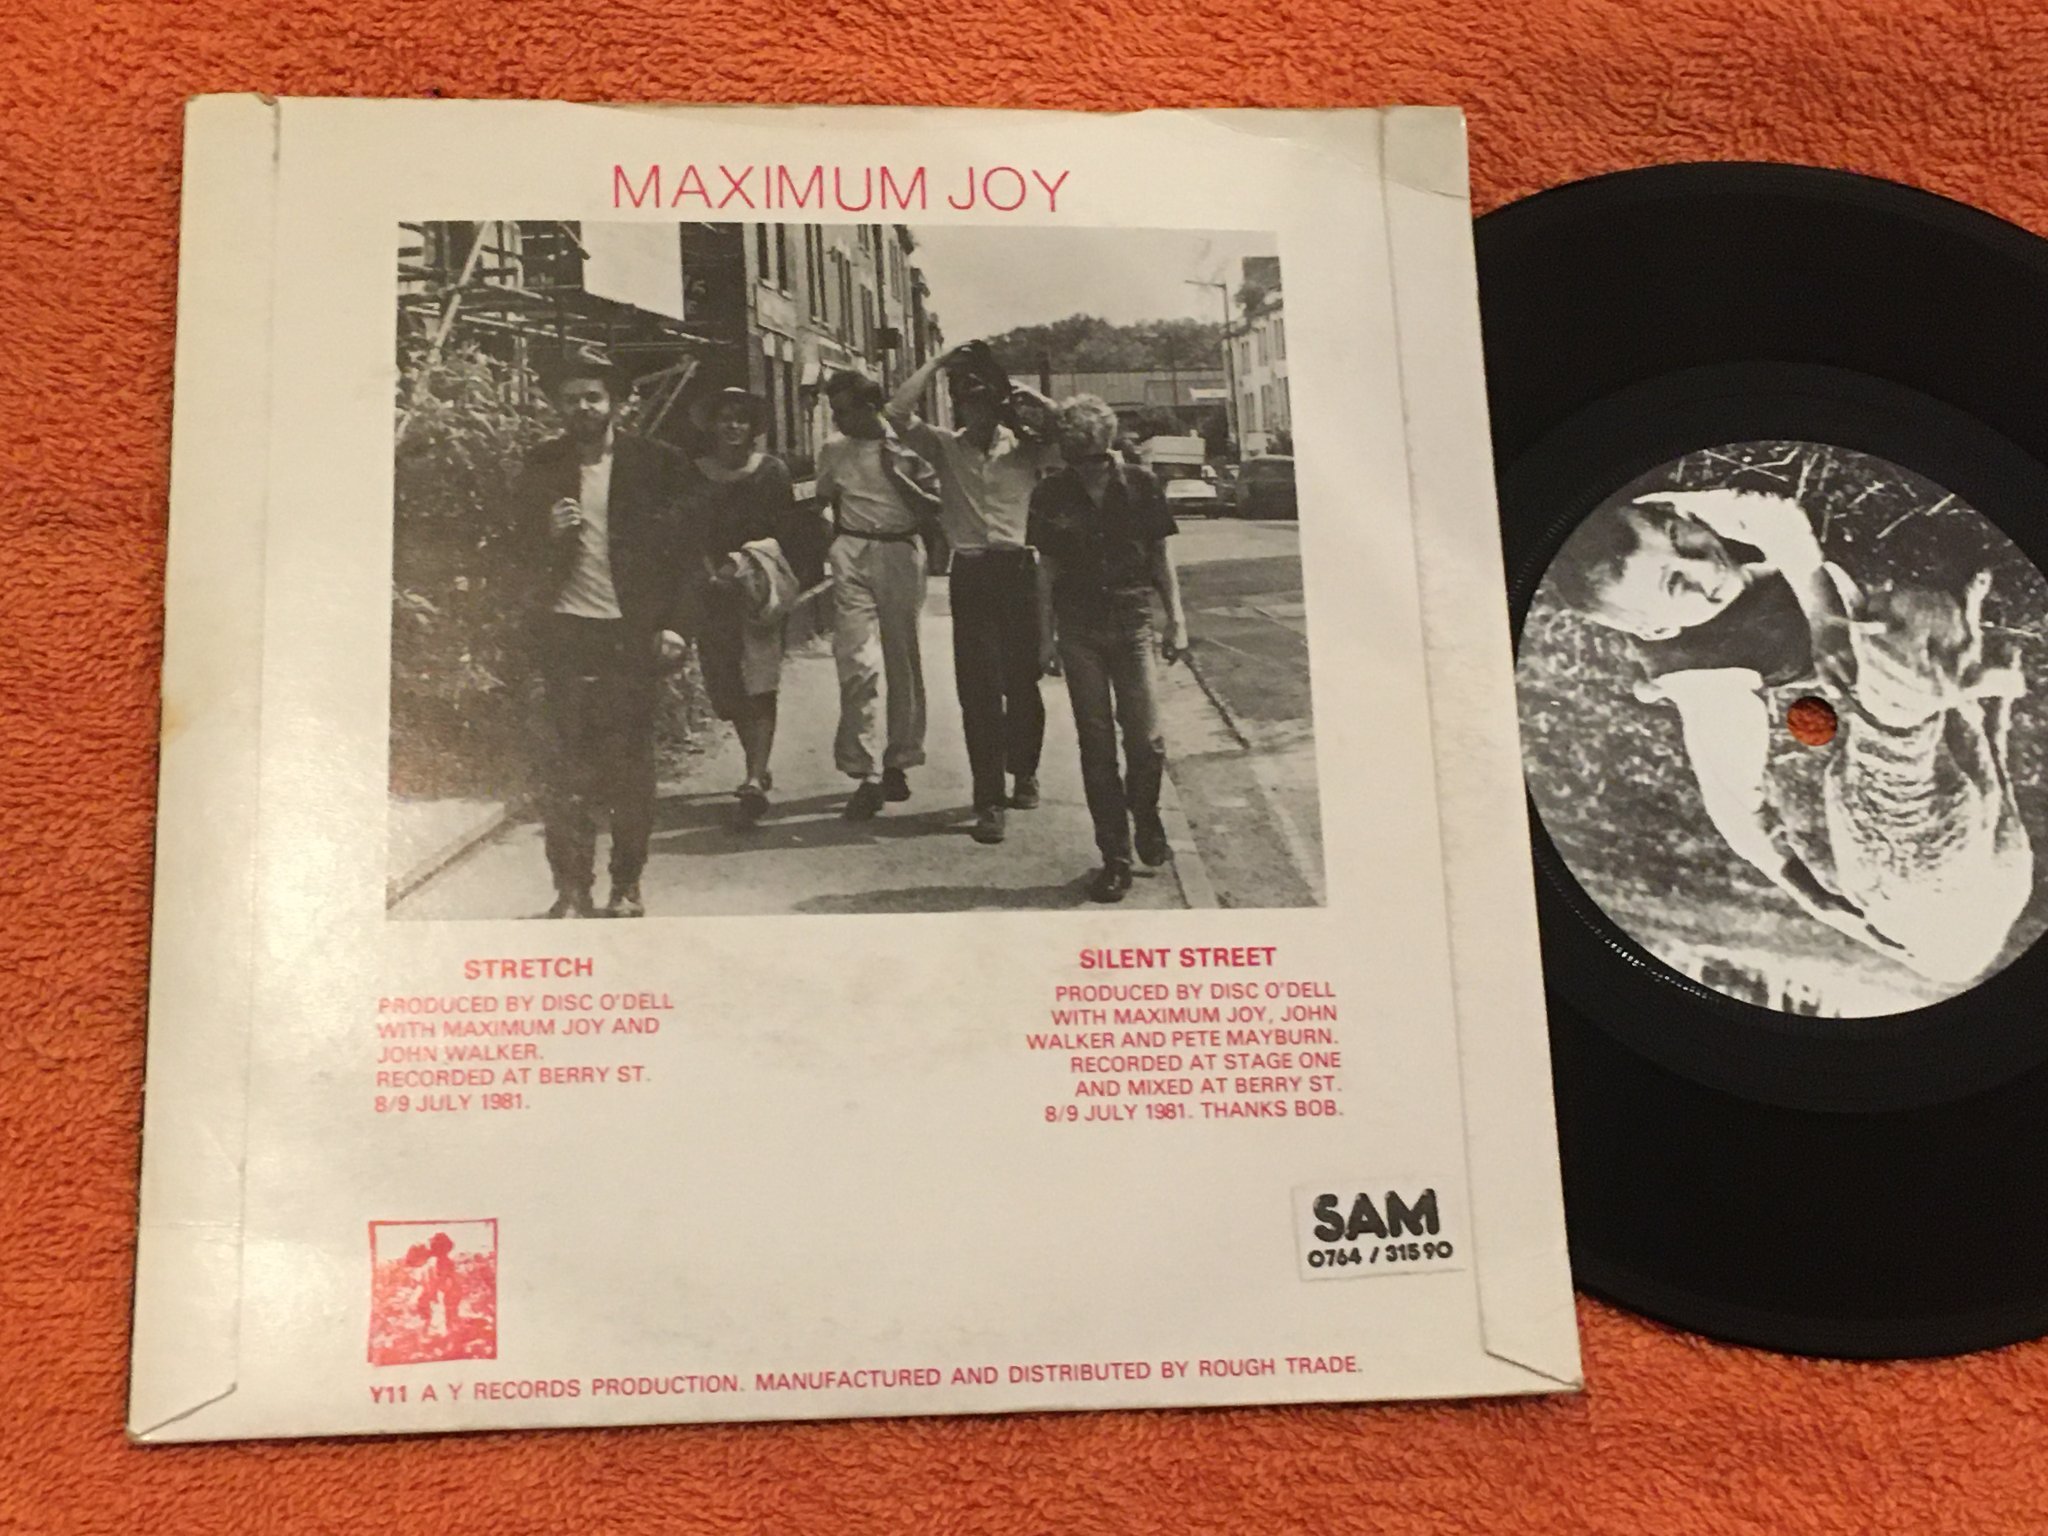 MAXIMUM JOY
STRETCH
PRODUCED BY DISC O'DELL
WITH MAXIMUM JOY AND
JOHN WALKER.
RECORDED AT BERRY ST.
8/9 JULY 1981.
SILENT STREET
PRODUCED BY DISC O'DELL
WITH MAXIMUM JOY, JOHN
WALKER AND PETE MAYBURN.
RECORDED AT STAGE ONE
AND MIXED AT BERRY ST.
8/9 JULY 1981. THANKS BOB.
SAM
0764 / 31590
Y11 A Y RECORDS PRODUCTION. MANUFACTURED AND DISTRIBUTED BY ROUGH TRADE.